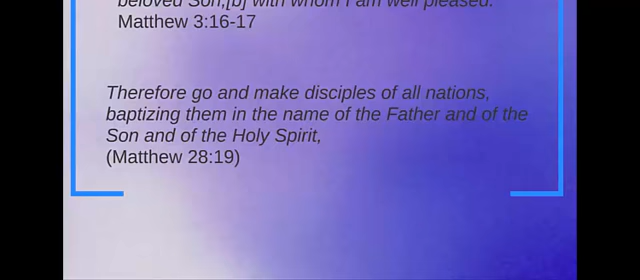 beloved Son,[b] with whom I am well pleased.
Matthew 3:16-17
Therefore go and make disciples of all nations,
baptizing them in the name of the Father and of the
Son and of the Holy Spirit,
(Matthew 28:19)